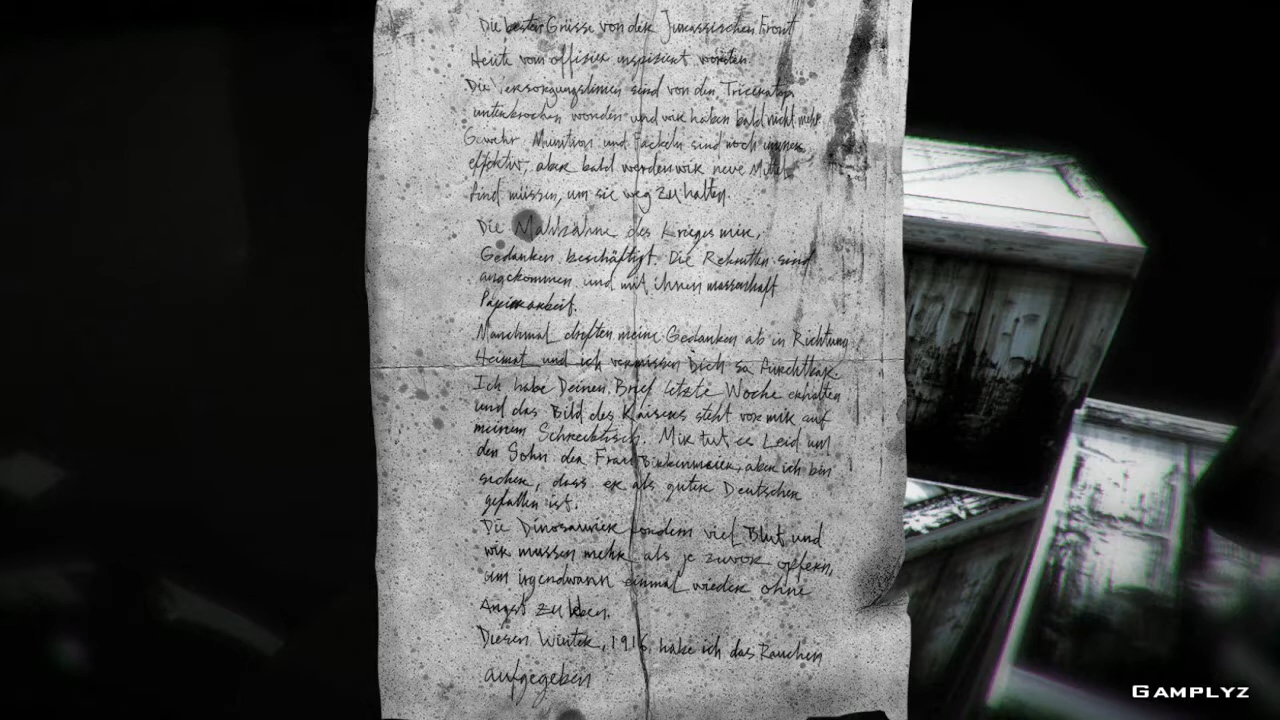 Die besten Grüsse von der Jurassischen Front
Heute vom offizier inspiziert worden.
Die Versorgungslinien sind von den Triceratop
unterbrochen worden und wir haben bald nicht mehr
Gewehr, Munition und Fackeln sind noch immer
effektiv, aber bald werden wir neue Mittel
find müssen, um sie weg zu halten.
Die Mahlzähne des Krieges mir,
Gedanken beschäftigt. Die Rekrutten sind
angekommen und mit ihnen massenhaft
Papierarbeit.
Manchmal driften meine Gedanken ab in Richtung
Heimat und ich vermissen Dich so furchtbar.
Ich habe Deinen Brief letzte Woche erhalten
und das Bild des Kaisers steht vor mir auf
meinem Schreibtisch. Mir tut es Leid um
den Sohn der Frau Birkenmeier, aber ich bin
sicher, dass er als guter Deutscher
gefallen ist.
Die Dinosaurier fordern viel Blut und
wir mussen mehr als je zuvor opfern,
um irgendwann einmal wieder ohne
Angst zu leben.
Diesen Winter, 1916, habe ich das Rauchen
aufgegeben
Gamplyz